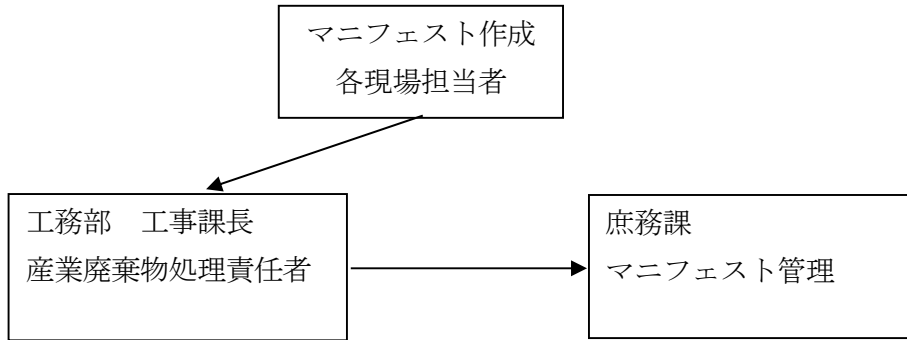 マニフェスト作成
各現場担当者
工務部　工事課長
産業廃棄物処理責任者
庶務課
マニフェスト管理